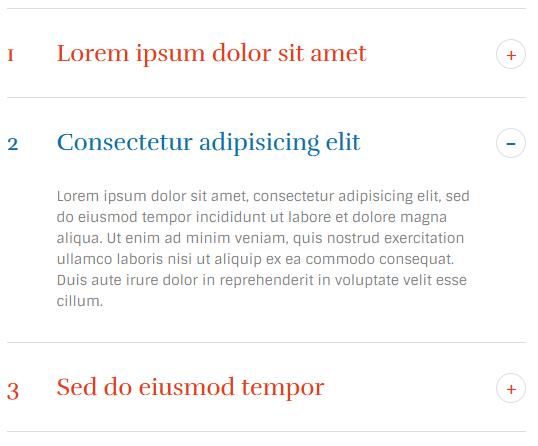 1 Lorem ipsum dolor sit amet +
2 Consectetur adipisicing elit −
Lorem ipsum dolor sit amet, consectetur adipisicing elit, sed
do eiusmod tempor incididunt ut labore et dolore magna
aliqua. Ut enim ad minim veniam, quis nostrud exercitation
ullamco laboris nisi ut aliquip ex ea commodo consequat.
Duis aute irure dolor in reprehenderit in voluptate velit esse
cillum.
3 Sed do eiusmod tempor +